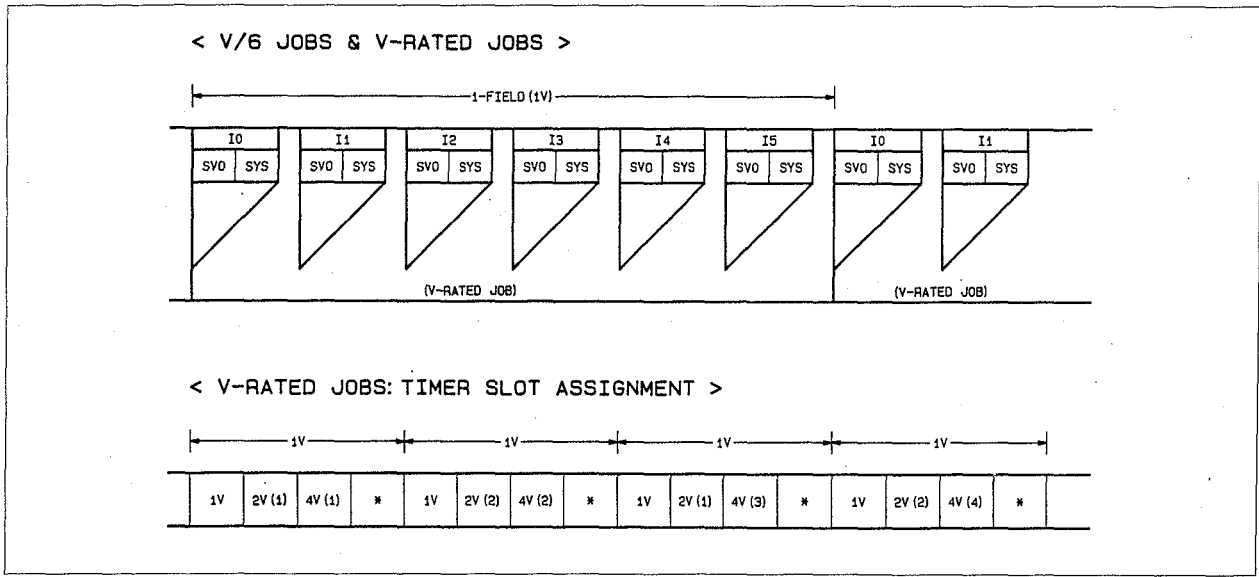 < V/6 JOBS & V-RATED JOBS >
1-FIELD(1V)
I0 I1 I2 I3 I4 I5 I0 I1
SVO SYS SVO SYS SVO SYS SVO SYS SVO SYS SVO SYS SVO SYS SVO SYS
(V-RATED JOB) (V-RATED JOB)
< V-RATED JOBS: TIMER SLOT ASSIGNMENT >
1V 1V 1V 1V
1V 2V(1) 4V(1) * 1V 2V(2) 4V(2) * 1V 2V(1) 4V(3) * 1V 2V(2) 4V(4) *